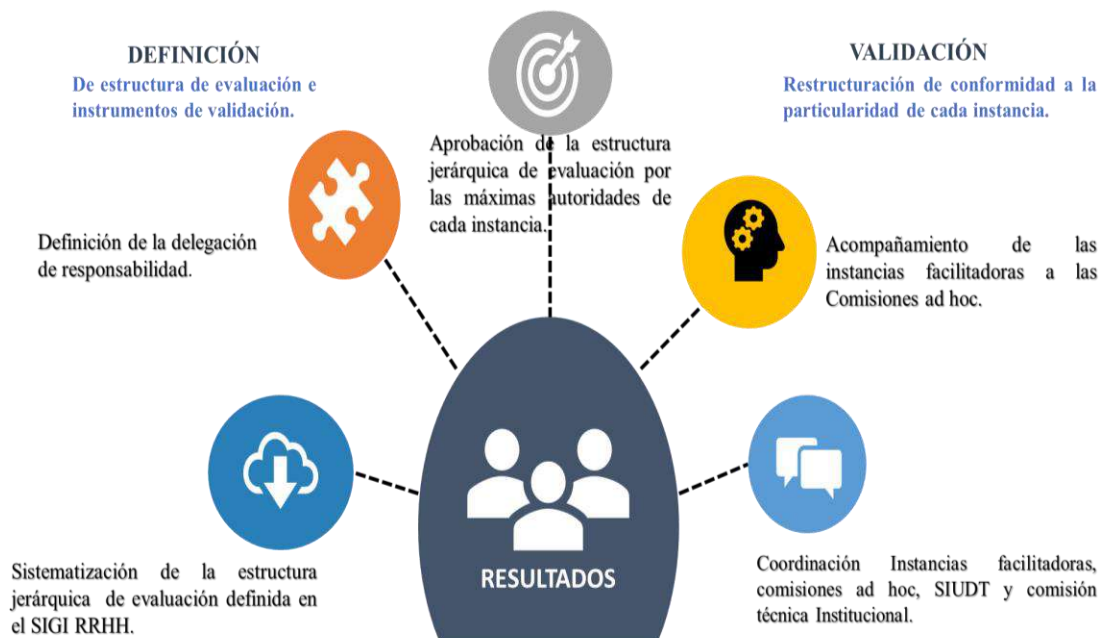 DEFINICIÓN
De estructura de evaluación e
instrumentos de validación.
VALIDACIÓN
Restructuración de conformidad a la
particularidad de cada instancia.
Aprobación de la estructura
jerárquica de evaluación por
las máximas autoridades de
cada instancia.
Definición de la delegación
de responsabilidad.
Acompañamiento de las
instancias facilitadoras a las
Comisiones ad hoc.
Sistematización de la estructura
jerárquica de evaluación definida en
el SIGI RRHH.
RESULTADOS
Coordinación Instancias facilitadoras,
comisiones ad hoc, SIUDT y comisión
técnica Institucional.